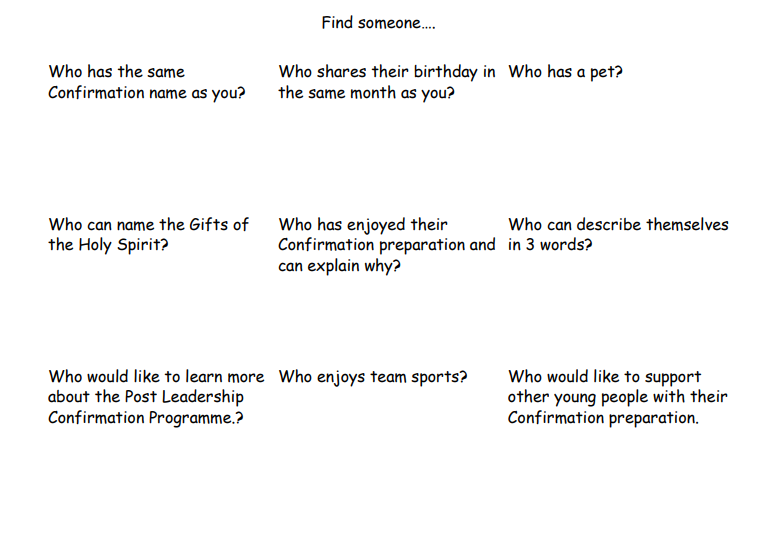 Find someone....
Who has the same
Confirmation name as you?
Who shares their birthday in
the same month as you?
Who has a pet?
Who can name the Gifts of
the Holy Spirit?
Who has enjoyed their
Confirmation preparation and
can explain why?
Who can describe themselves
in 3 words?
Who would like to learn more
about the Post Leadership
Confirmation Programme.?
Who enjoys team sports?
Who would like to support
other young people with their
Confirmation preparation.